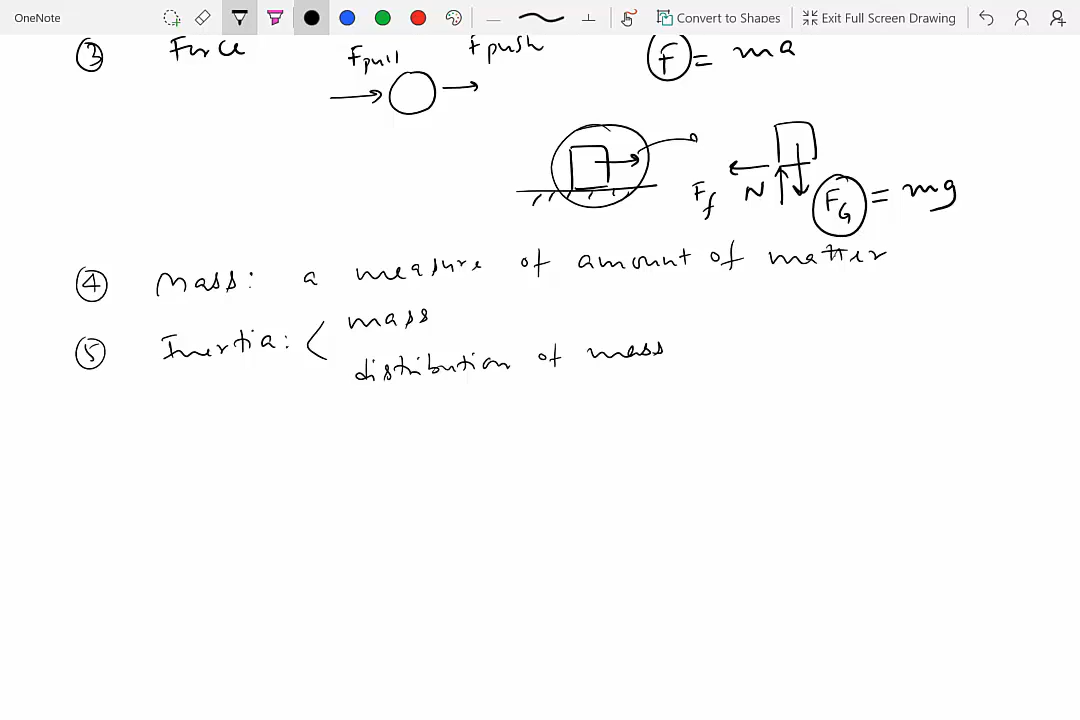 OneNote
Convert to Shapes
Exit Full Screen Drawing
③ Force
Fpull
Fpush
F = ma
Ff
N
FG = mg
④ Mass: a measure of amount of matter
⑤ Inertia: < mass
distribution of mass